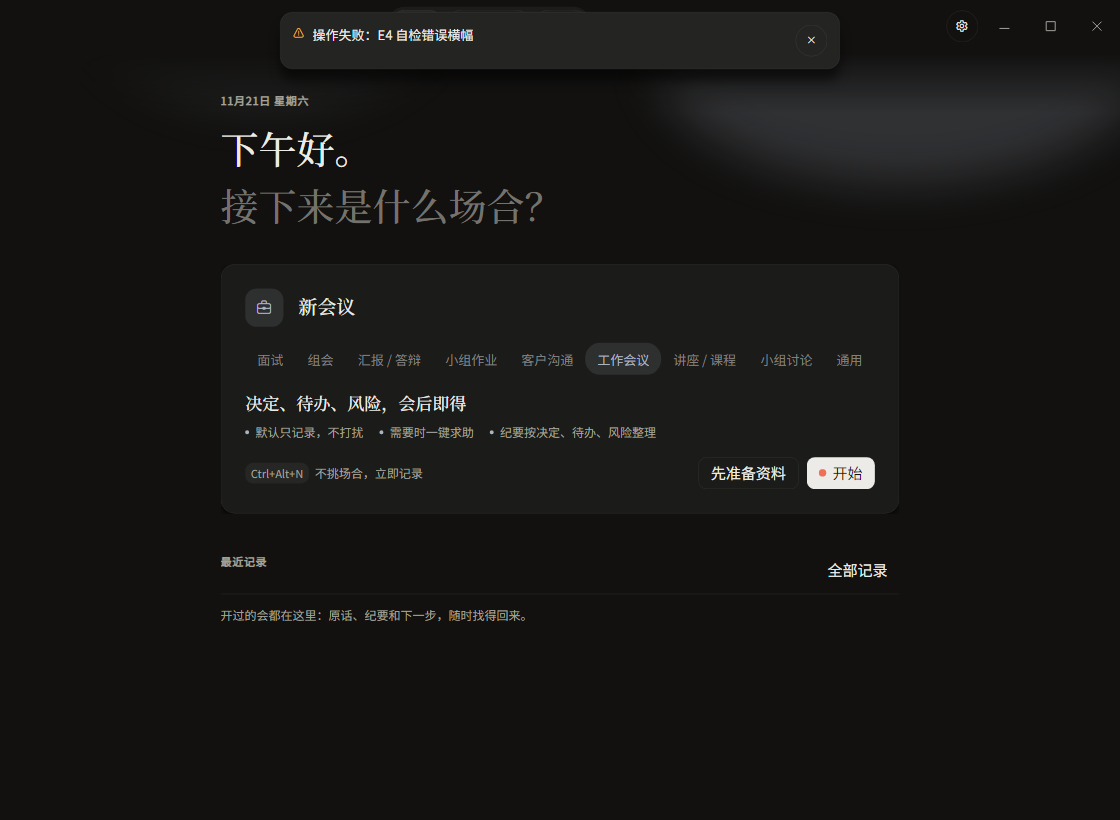 操作失败：E4 自检错误横幅
11月21日 星期六
下午好。
接下来是什么场合？
新会议
面试 组会 汇报 / 答辩 小组作业 客户沟通 工作会议 讲座 / 课程 小组讨论 通用
决定、待办、风险，会后即得
• 默认只记录，不打扰 • 需要时一键求助 • 纪要按决定、待办、风险整理
Ctrl+Alt+N 不挑场合，立即记录 先准备资料 开始
最近记录 全部记录
开过的会都在这里：原话、纪要和下一步，随时找得回来。